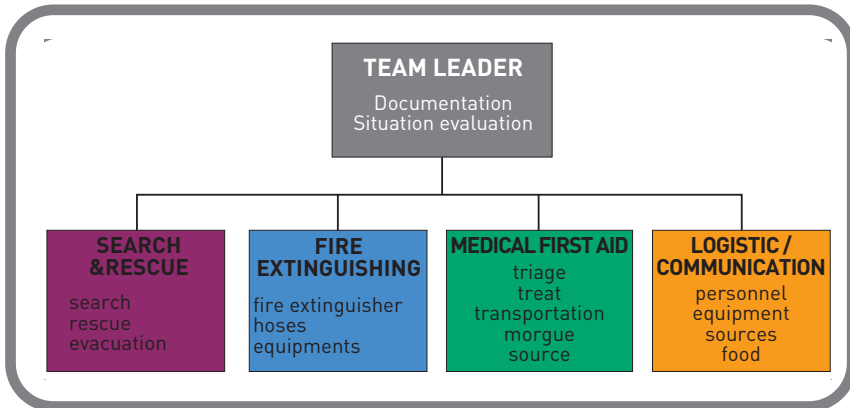 TEAM LEADER
Documentation
Situation evaluation
SEARCH
&RESCUE
search
rescue
evacuation
FIRE
EXTINGUISHING
fire extinguisher
hoses
equipments
MEDICAL FIRST AID
triage
treat
transportation
morgue
source
LOGISTIC /
COMMUNICATION
personnel
equipment
sources
food